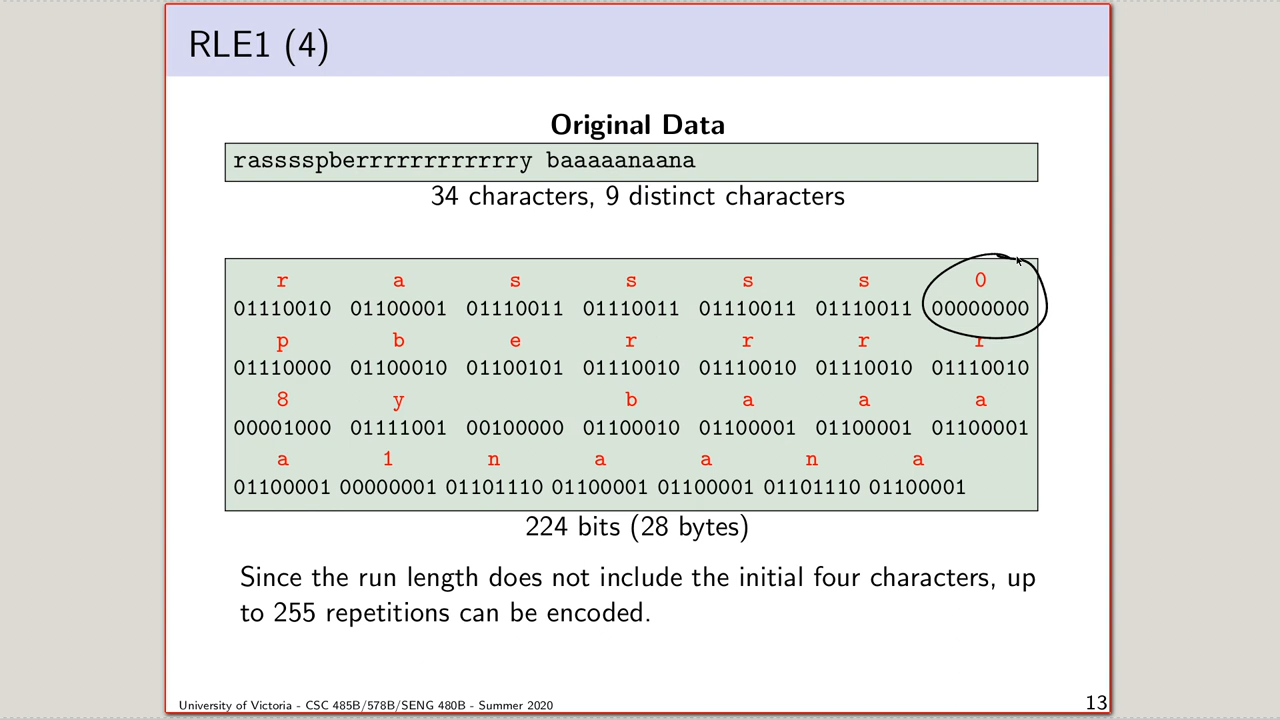 RLE1 (4)
Original Data
rasssspberrrrrrrrrrrry baaaaanaana
34 characters, 9 distinct characters
r a s s s s 0
01110010 01100001 01110011 01110011 01110011 01110011 00000000
p b e r r r r
01110000 01100010 01100101 01110010 01110010 01110010 01110010
8 y b a a a
00001000 01111001 00100000 01100010 01100001 01100001 01100001
a 1 n a a n a
01100001 00000001 01101110 01100001 01100001 01101110 01100001
224 bits (28 bytes)
Since the run length does not include the initial four characters, up
to 255 repetitions can be encoded.
University of Victoria - CSC 485B/578B/SENG 480B - Summer 2020
13